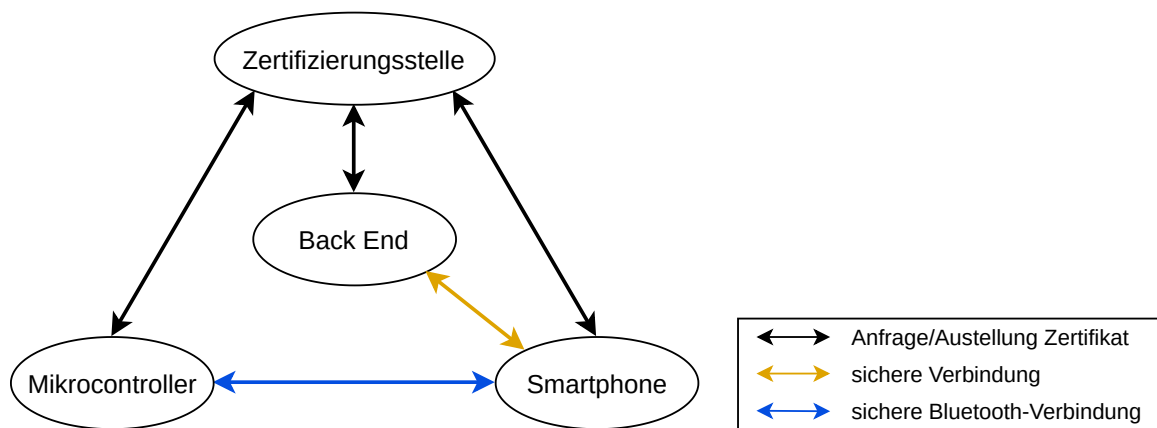 Zertifizierungsstelle
Back End
Mikrocontroller
Smartphone
Anfrage/Austellung Zertifikat
sichere Verbindung
sichere Bluetooth-Verbindung